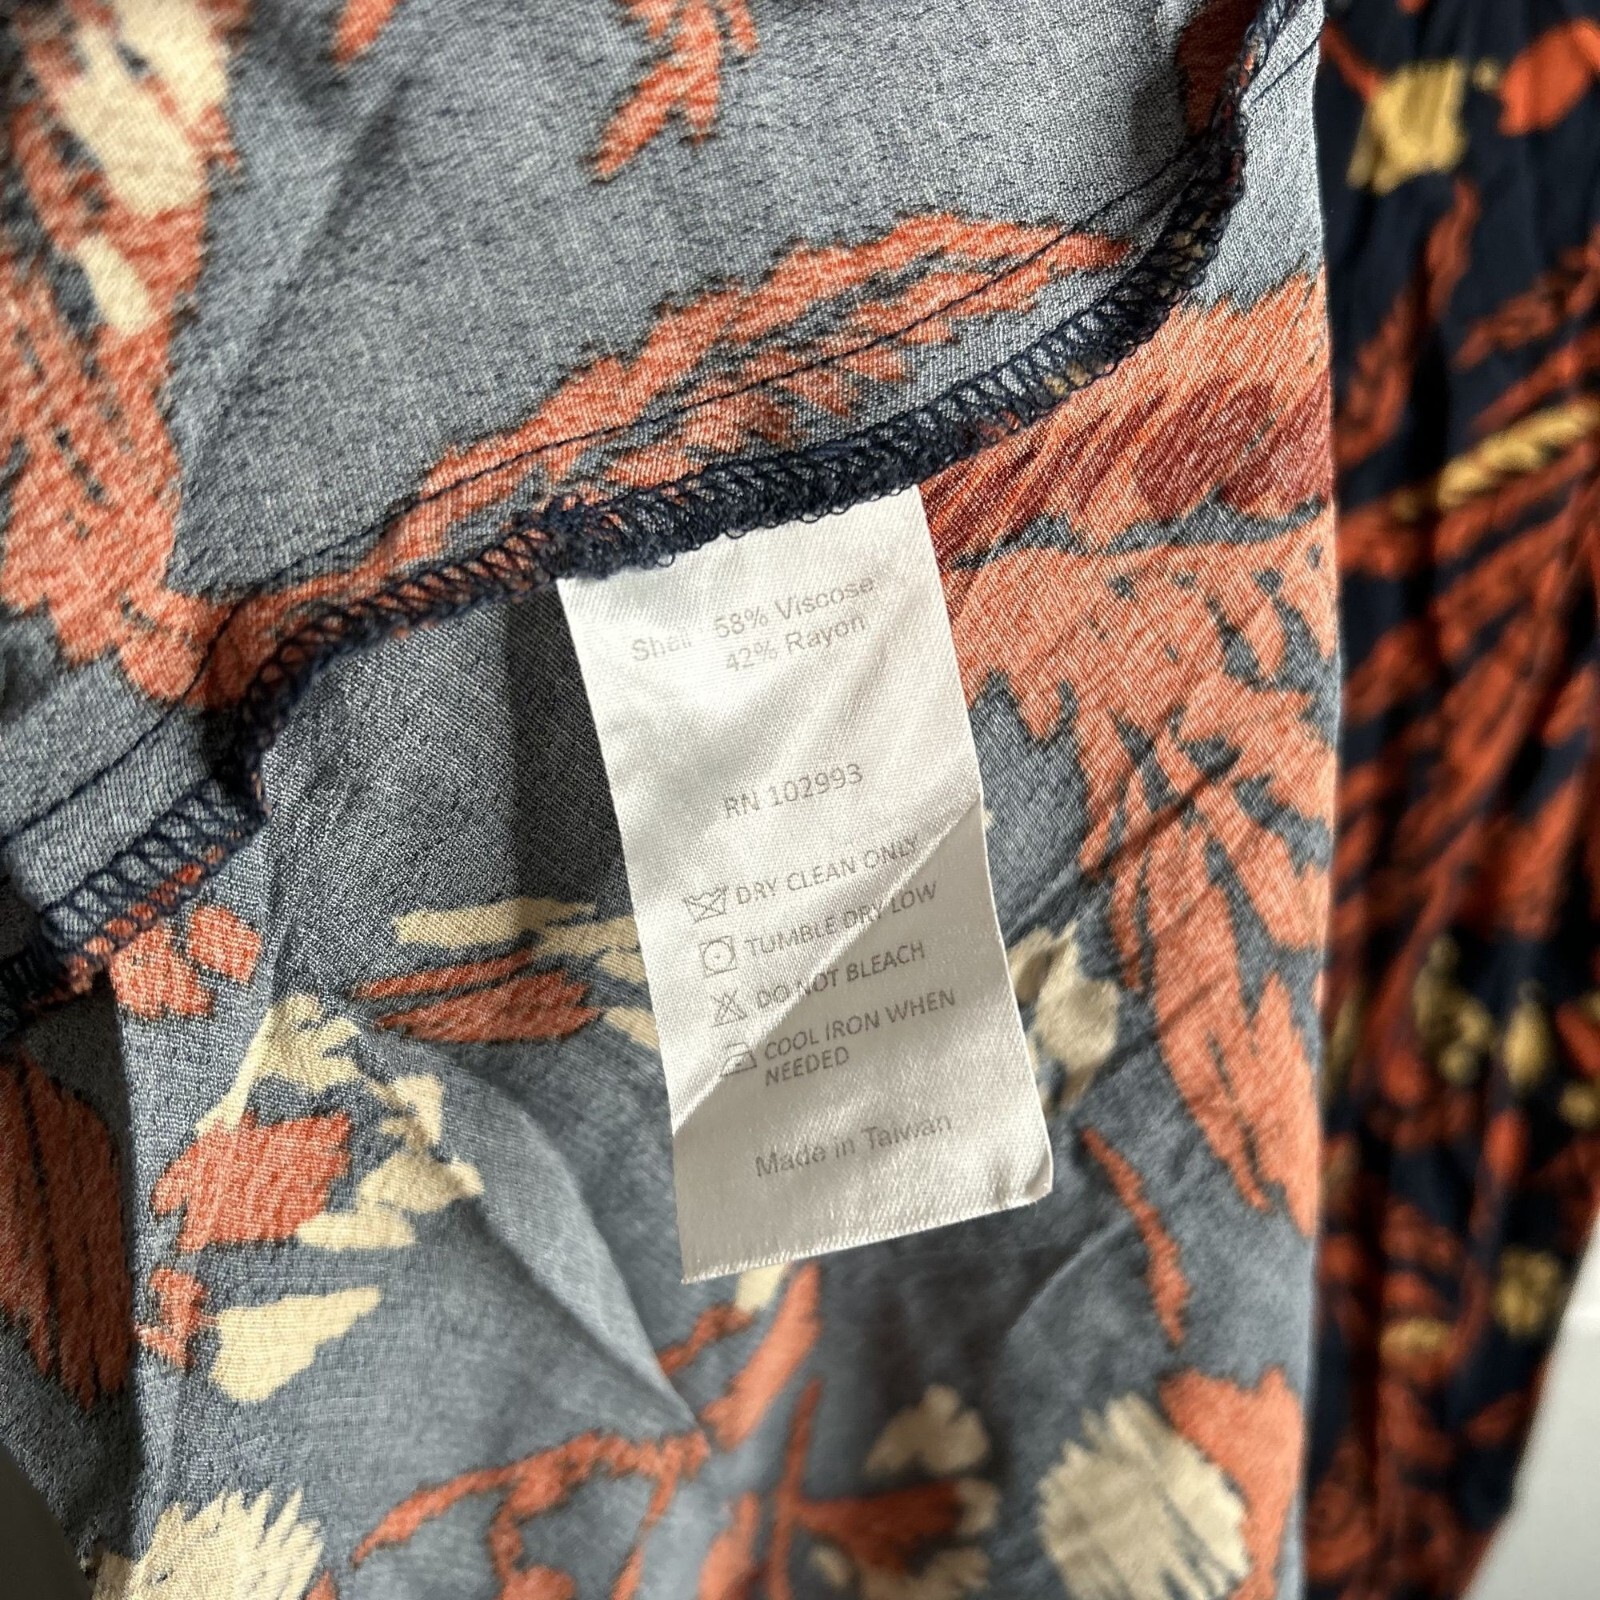 Shell : 58% Viscose
42% Rayon
RN 102993
DRY CLEAN ONLY
TUMBLE DRY LOW
DO NOT BLEACH
COOL IRON WHEN
NEEDED
Made in Taiwan